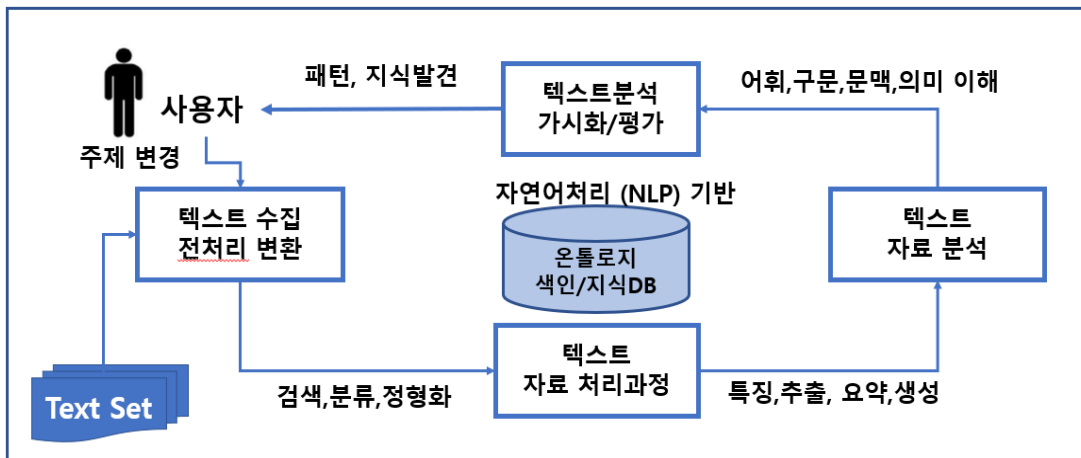 패턴, 지식발견
어휘,구문,문맥,의미 이해
텍스트분석
가시화/평가
사용자
주제 변경
자연어처리 (NLP) 기반
텍스트 수집
전처리 변환
텍스트
자료 분석
온톨로지
색인/지식DB
텍스트
자료 처리과정
검색,분류,정형화
특징,추출, 요약,생성
Text Set